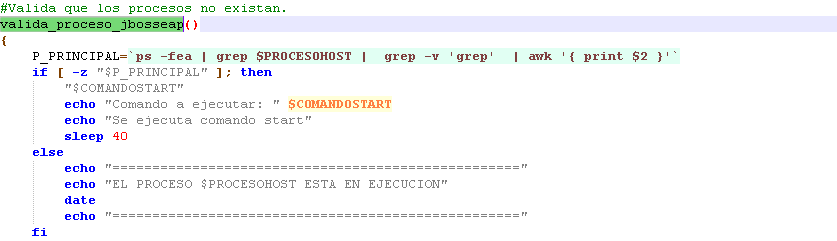 #Valida que los procesos no existan.
valida_proceso_jbosseap()
{
P_PRINCIPAL=`ps -fea | grep $PROCESOHOST |  grep -v 'grep'  | awk '{ print $2 }'`
if [ -z "$P_PRINCIPAL" ]; then
"$COMANDOSTART"
echo "Comando a ejecutar: " $COMANDOSTART
echo "Se ejecuta comando start"
sleep 40
else
echo "==================================================="
echo "EL PROCESO $PROCESOHOST ESTA EN EJECUCION"
date
echo "==================================================="
fi